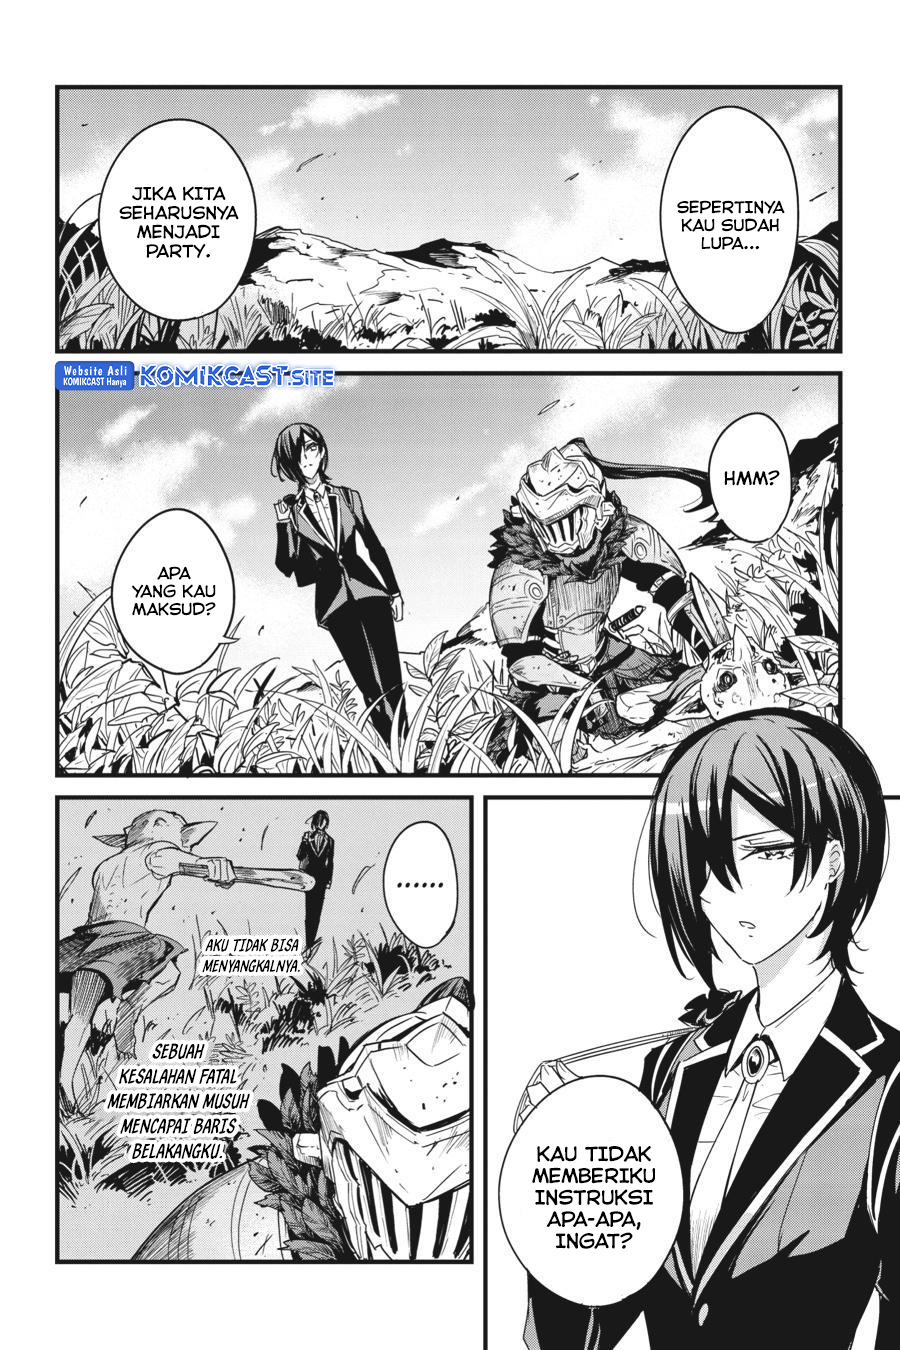 SEPERTINYA
KAU SUDAH
LUPA...
JIKA KITA
SEHARUSNYA
MENJADI
PARTY.
Website Asli
KOMIKCAST Hanya
KOMIKCAST.SITE
HMM?
APA
YANG KAU
MAKSUD?
KAU TIDAK
MEMBERIKU
INSTRUKSI
APA-APA,
INGAT?
......
AKU TIDAK BISA
MENYANGKALNYA.
SEBUAH
KESALAHAN FATAL
MEMBIARKAN MUSUH
MENCAPAI BARIS
BELAKANGKU!